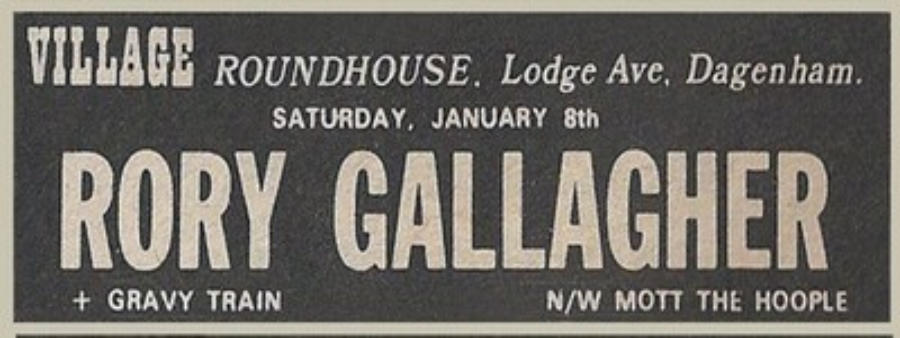 VILLAGE ROUNDHOUSE. Lodge Ave, Dagenham.
SATURDAY, JANUARY 8th
RORY GALLAGHER
+ GRAVY TRAIN N/W MOTT THE HOOPLE